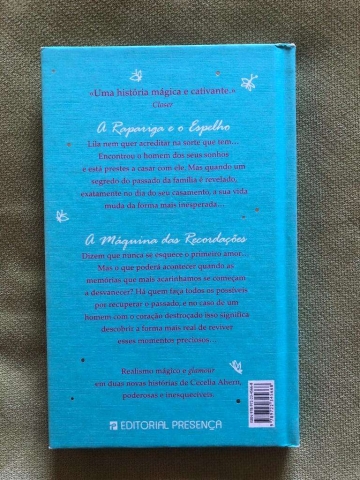 «Uma história mágica e cativante.»
Closer
A Rapariga e o Espelho
Lila nem quer acreditar na sorte que tem...
Encontrou o homem dos seus sonhos
e está prestes a casar com ele. Mas quando um
segredo do passado da família é revelado,
exatamente no dia do seu casamento, a sua vida
muda da forma mais inesperada...
A Máquina das Recordações
Dizem que nunca se esquece o primeiro amor...
Mas o que poderá acontecer quando as
memórias que mais acarinhamos se começam
a desvanecer? Há quem faça todos os possíveis
por recuperar o passado; e no caso de um
homem com o coração destroçado isso significa
descobrir a forma mais real de reviver
esses momentos preciosos...
Realismo mágico e glamour
em duas novas histórias de Cecelia Ahern,
poderosas e inesquecíveis.
EDITORIAL PRESENÇA